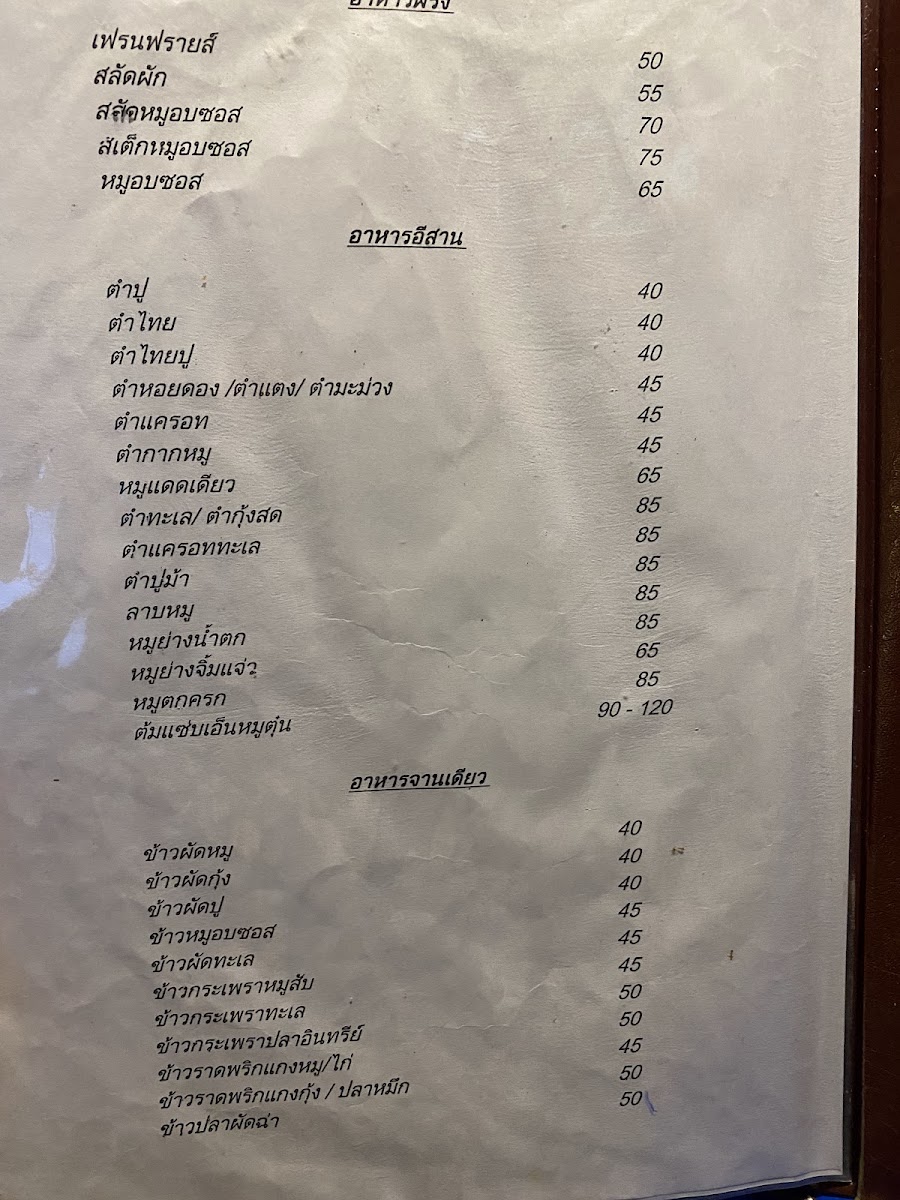 อาหารฝรั่ง
เฟรนฟรายส์ 50
สลัดผัก 55
สลัดหมูอบซอส 70
สเต็กหมูอบซอส 75
หมูอบซอส 65
อาหารอีสาน
ตำปู 40
ตำไทย 40
ตำไทยปู 40
ตำหอยดอง /ตำแตง/ ตำมะม่วง 45
ตำแครอท 45
ตำกากหมู 45
หมูแดดเดียว 65
ตำทะเล/ ตำกุ้งสด 85
ตำแครอททะเล 85
ตำปูม้า 85
ลาบหมู 85
หมูย่างน้ำตก 85
หมูย่างจิ้มแจ่ว 65
หมูตกครก 85
ต้มแซ่บเอ็นหมูตุ๋น 90 - 120
อาหารจานเดียว
ข้าวผัดหมู 40
ข้าวผัดกุ้ง 40
ข้าวผัดปู 40
ข้าวหมูอบซอส 45
ข้าวผัดทะเล 45
ข้าวกระเพราหมูสับ 45
ข้าวกระเพราทะเล 50
ข้าวกระเพราปลาอินทรีย์ 50
ข้าวราดพริกแกงหมู/ไก่ 45
ข้าวราดพริกแกงกุ้ง / ปลาหมึก 50
ข้าวปลาผัดฉ่า 50